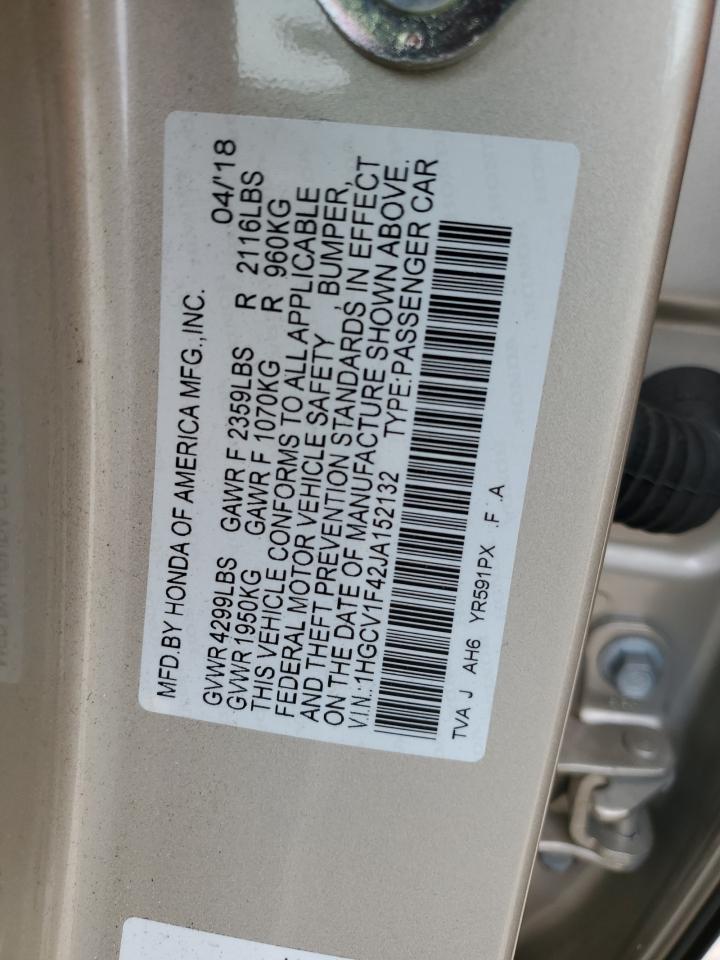 MFD.BY HONDA OF AMERICA MFG.,INC. 04/'18
GVWR 4299LBS GAWR F 2359LBS R 2116LBS
GVWR 1950KG GAWR F 1070KG R 960KG
THIS VEHICLE CONFORMS TO ALL APPLICABLE
FEDERAL MOTOR VEHICLE SAFETY , BUMPER,
AND THEFT PREVENTION STANDARDS IN EFFECT
ON THE DATE OF MANUFACTURE SHOWN ABOVE.
V.I.N.:1HGCV1F42JA152132 TYPE:PASSENGER CAR
TVA J AH6 YR591PX .F .A